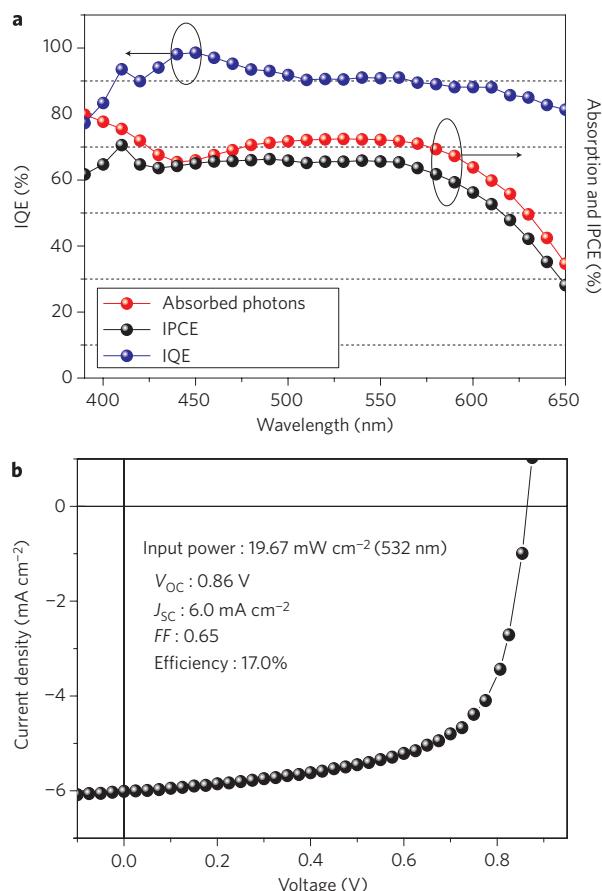 a
100
80
60
40
20
0
IQE (%)
Absorption and IPCE (%)
Absorbed photons
IPCE
IQE
400
450
500
550
600
650
Wavelength (nm)
b
0
−2
−4
−6
Current density (mA cm⁻²)
Input power : 19.67 mW cm⁻² (532 nm)
V_OC : 0.86 V
J_SC : 6.0 mA cm⁻²
FF : 0.65
Efficiency : 17.0%
0.0
0.2
0.4
0.6
0.8
Voltage (V)